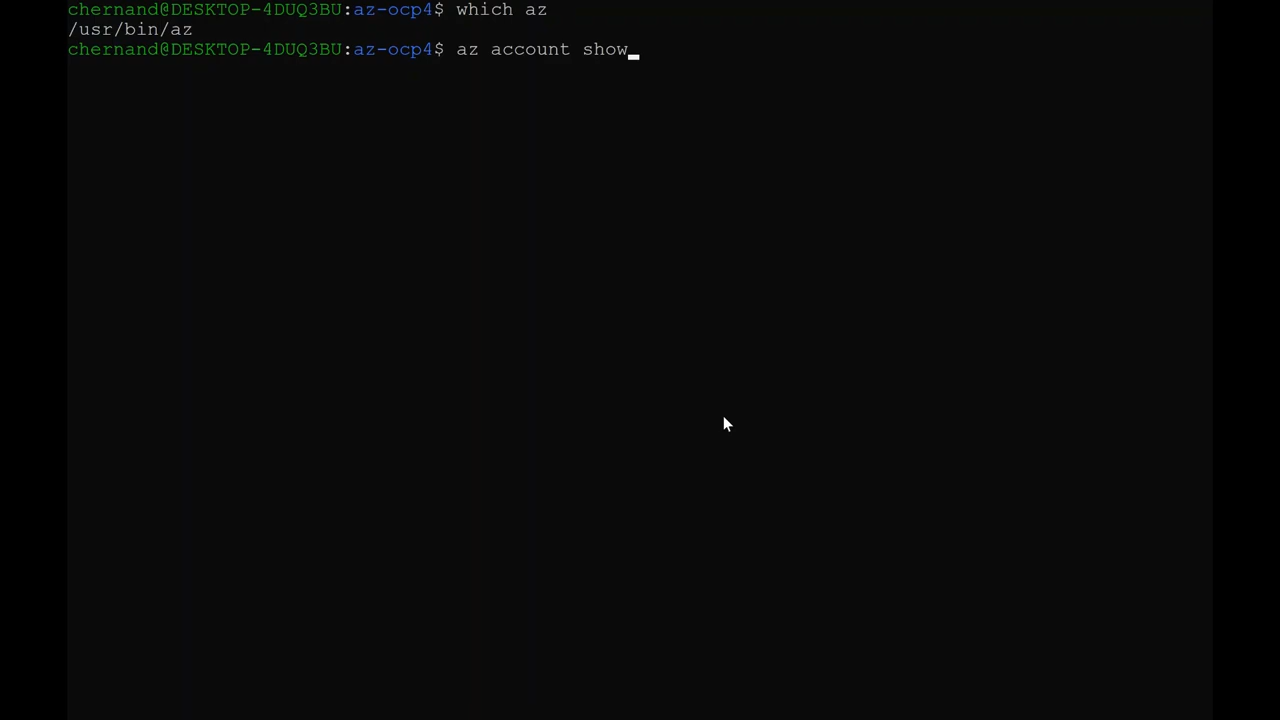 chernand@DESKTOP-4DUQ3BU:az-ocp4$ which az
/usr/bin/az
chernand@DESKTOP-4DUQ3BU:az-ocp4$ az account show